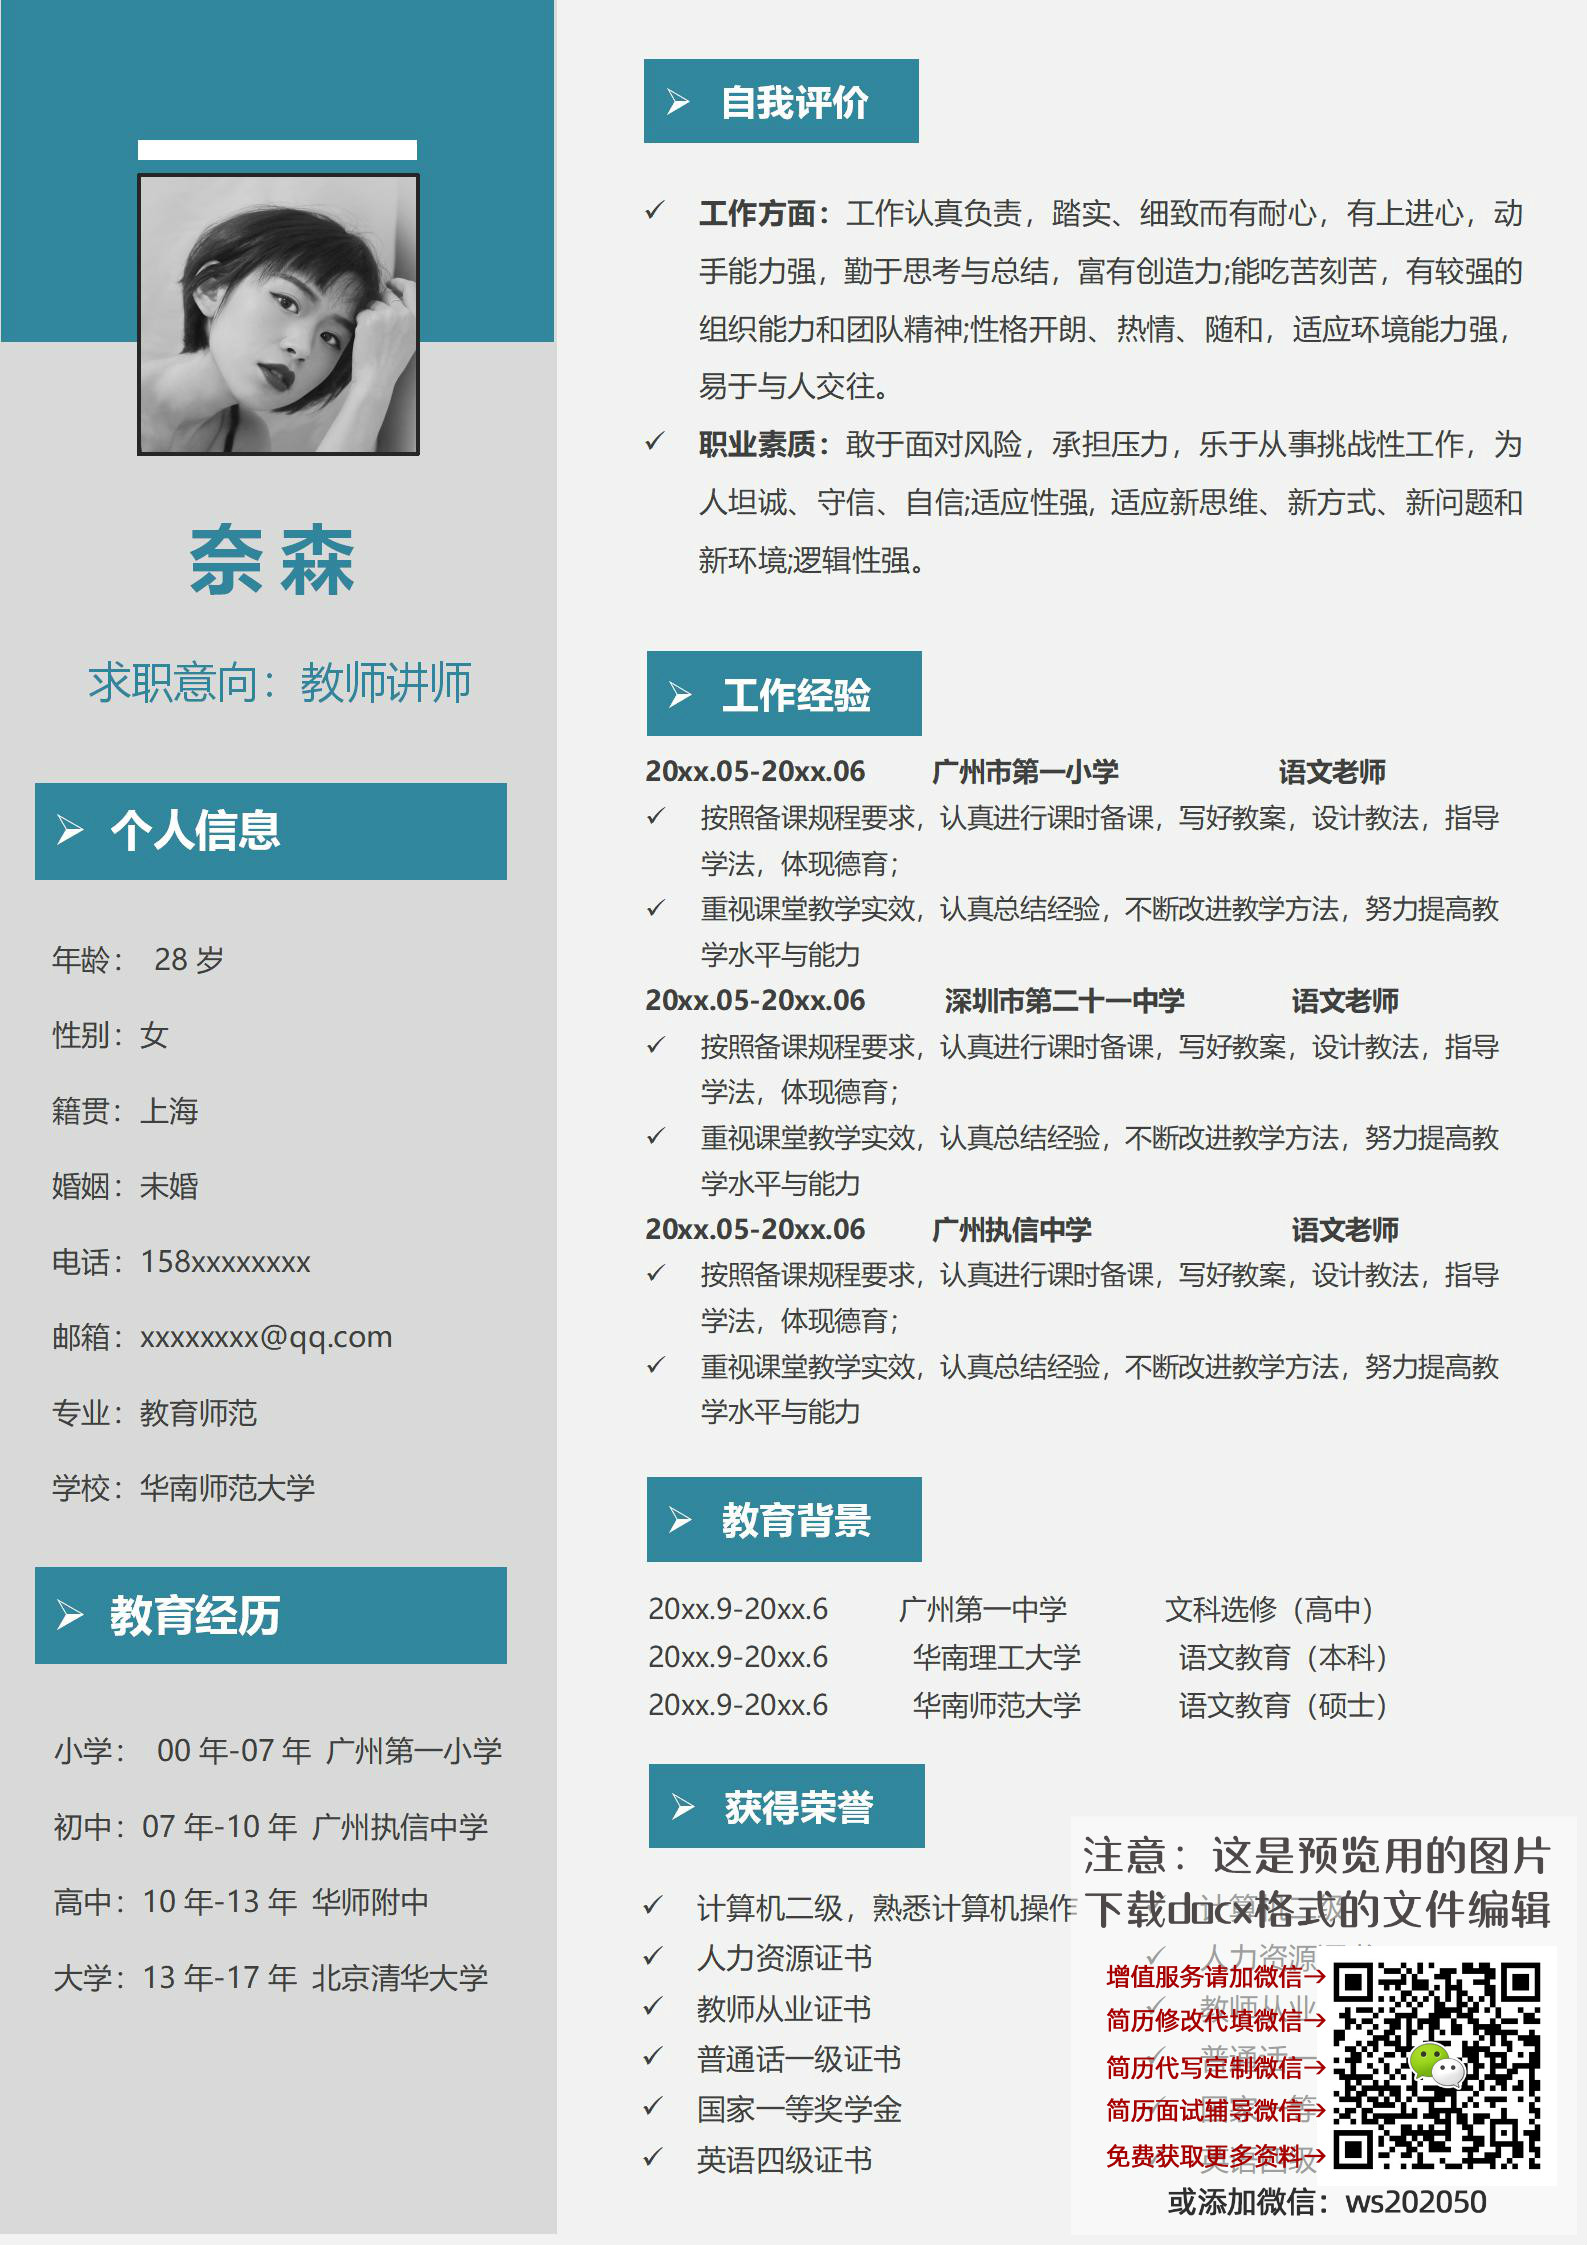 奈森
求职意向：教师讲师
个人信息
年龄： 28 岁
性别：女
籍贯：上海
婚姻：未婚
电话：158xxxxxxxx
邮箱：xxxxxxxx@qq.com
专业：教育师范
学校：华南师范大学
教育经历
小学： 00 年-07 年 广州第一小学
初中：07 年-10 年 广州执信中学
高中：10 年-13 年 华师附中
大学：13 年-17 年 北京清华大学
自我评价
工作方面：工作认真负责，踏实、细致而有耐心，有上进心，动
手能力强，勤于思考与总结，富有创造力;能吃苦刻苦，有较强的
组织能力和团队精神;性格开朗、热情、随和，适应环境能力强，
易于与人交往。
职业素质：敢于面对风险，承担压力，乐于从事挑战性工作，为
人坦诚、守信、自信;适应性强, 适应新思维、新方式、新问题和
新环境;逻辑性强。
工作经验
20xx.05-20xx.06 广州市第一小学 语文老师
按照备课规程要求，认真进行课时备课，写好教案，设计教法，指导
学法，体现德育；
重视课堂教学实效，认真总结经验，不断改进教学方法，努力提高教
学水平与能力
20xx.05-20xx.06 深圳市第二十一中学 语文老师
按照备课规程要求，认真进行课时备课，写好教案，设计教法，指导
学法，体现德育；
重视课堂教学实效，认真总结经验，不断改进教学方法，努力提高教
学水平与能力
20xx.05-20xx.06 广州执信中学 语文老师
按照备课规程要求，认真进行课时备课，写好教案，设计教法，指导
学法，体现德育；
重视课堂教学实效，认真总结经验，不断改进教学方法，努力提高教
学水平与能力
教育背景
20xx.9-20xx.6 广州第一中学 文科选修（高中）
20xx.9-20xx.6 华南理工大学 语文教育（本科）
20xx.9-20xx.6 华南师范大学 语文教育（硕士）
获得荣誉
计算机二级，熟悉计算机操作
人力资源证书
教师从业证书
普通话一级证书
国家一等奖学金
英语四级证书
计算机二级
人力资源
教师从业
普通话一
国家一等
英语四级
注意：这是预览用的图片
下载docx格式的文件编辑
增值服务请加微信→
简历修改代填微信→
简历代写定制微信→
简历面试辅导微信→
免费获取更多资料→
或添加微信：ws202050